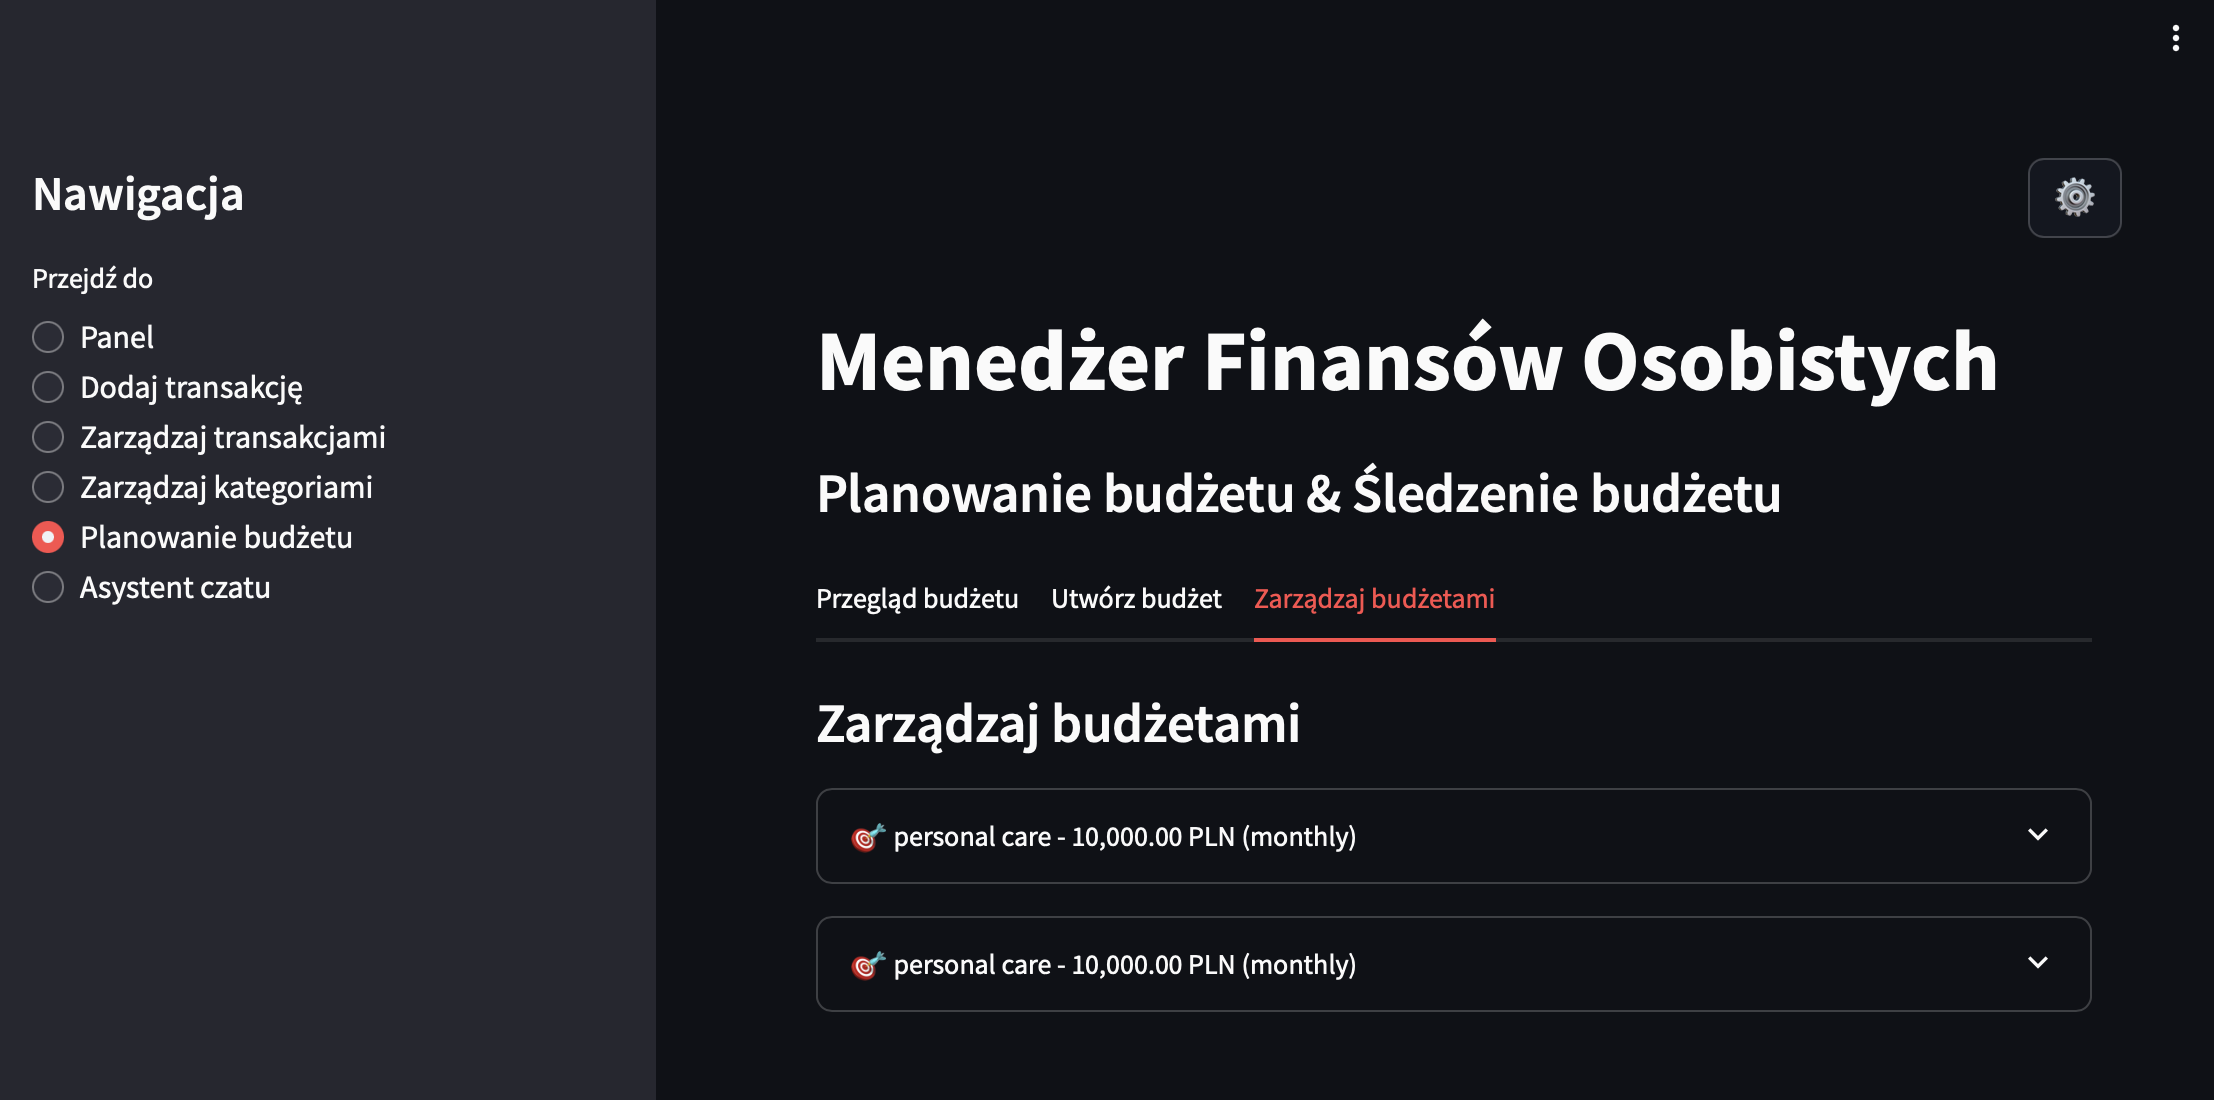 Nawigacja
Przejdź do
Panel
Dodaj transakcję
Zarządzaj transakcjami
Zarządzaj kategoriami
Planowanie budżetu
Asystent czatu
Menedżer Finansów Osobistych
Planowanie budżetu & Śledzenie budżetu
Przegląd budżetu Utwórz budżet Zarządzaj budżetami
Zarządzaj budżetami
personal care - 10,000.00 PLN (monthly)
personal care - 10,000.00 PLN (monthly)